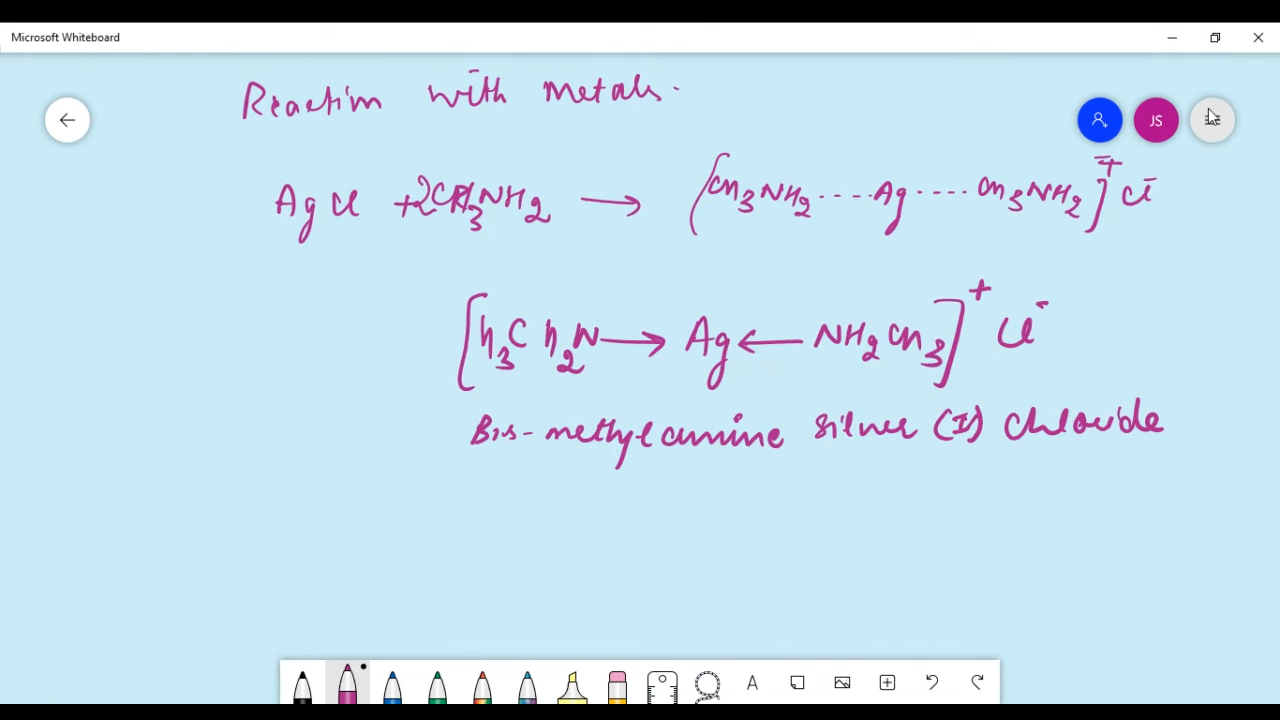 Microsoft Whiteboard
Reaction with metals.
JS
AgCl + 2CH3NH2 → [CH3NH2 ----- Ag ---- CH3NH2]+ Cl-
[H3C H2N → Ag ← NH2CH3]+ Cl-
Bis-methylamine silver (I) chloride
A